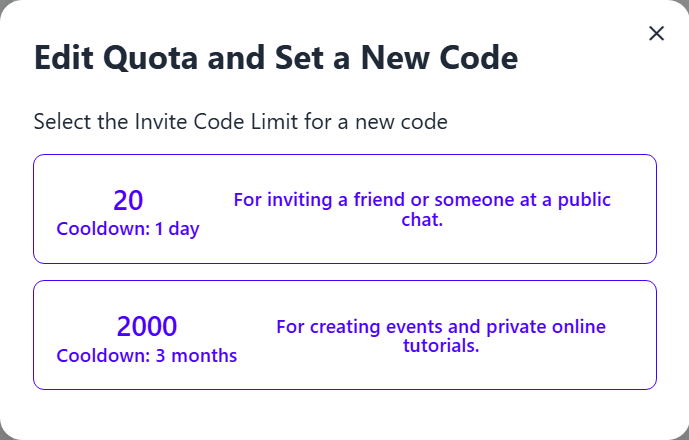 Edit Quota and Set a New Code
Select the Invite Code Limit for a new code
20
Cooldown: 1 day
For inviting a friend or someone at a public
chat.
2000
Cooldown: 3 months
For creating events and private online
tutorials.